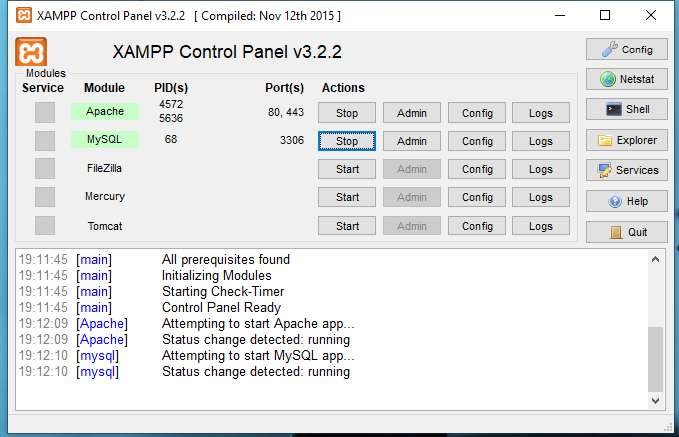 XAMPP Control Panel v3.2.2 [ Compiled: Nov 12th 2015 ]
XAMPP Control Panel v3.2.2
Config
Modules
Service Module PID(s) Port(s) Actions
Netstat
Apache 4572 5636 80, 443 Stop Admin Config Logs
Shell
MySQL 68 3306 Stop Admin Config Logs
Explorer
FileZilla Start Admin Config Logs
Services
Mercury Start Admin Config Logs
Help
Tomcat Start Admin Config Logs
Quit
19:11:45 [main] All prerequisites found
19:11:45 [main] Initializing Modules
19:11:45 [main] Starting Check-Timer
19:11:45 [main] Control Panel Ready
19:12:09 [Apache] Attempting to start Apache app...
19:12:09 [Apache] Status change detected: running
19:12:10 [mysql] Attempting to start MySQL app...
19:12:10 [mysql] Status change detected: running